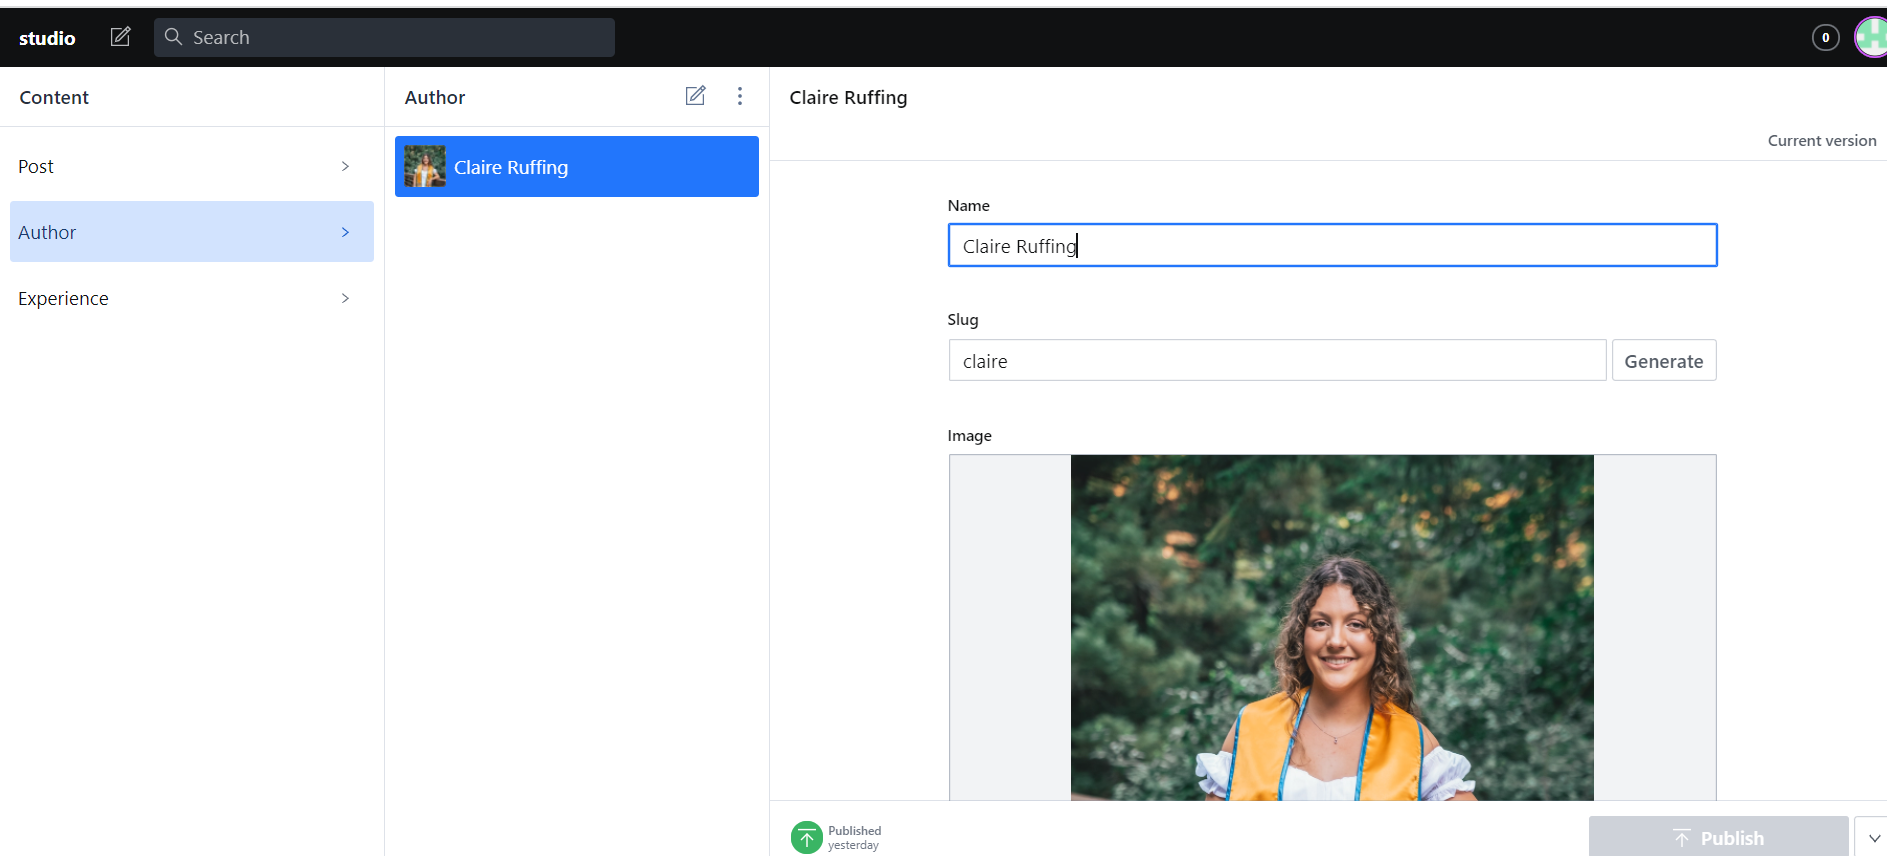 studio
Search
0
Content
Author
Claire Ruffing
Current version
Post
Author
Experience
Claire Ruffing
Name
Claire Ruffing
Slug
claire
Generate
Image
Published
yesterday
Publish